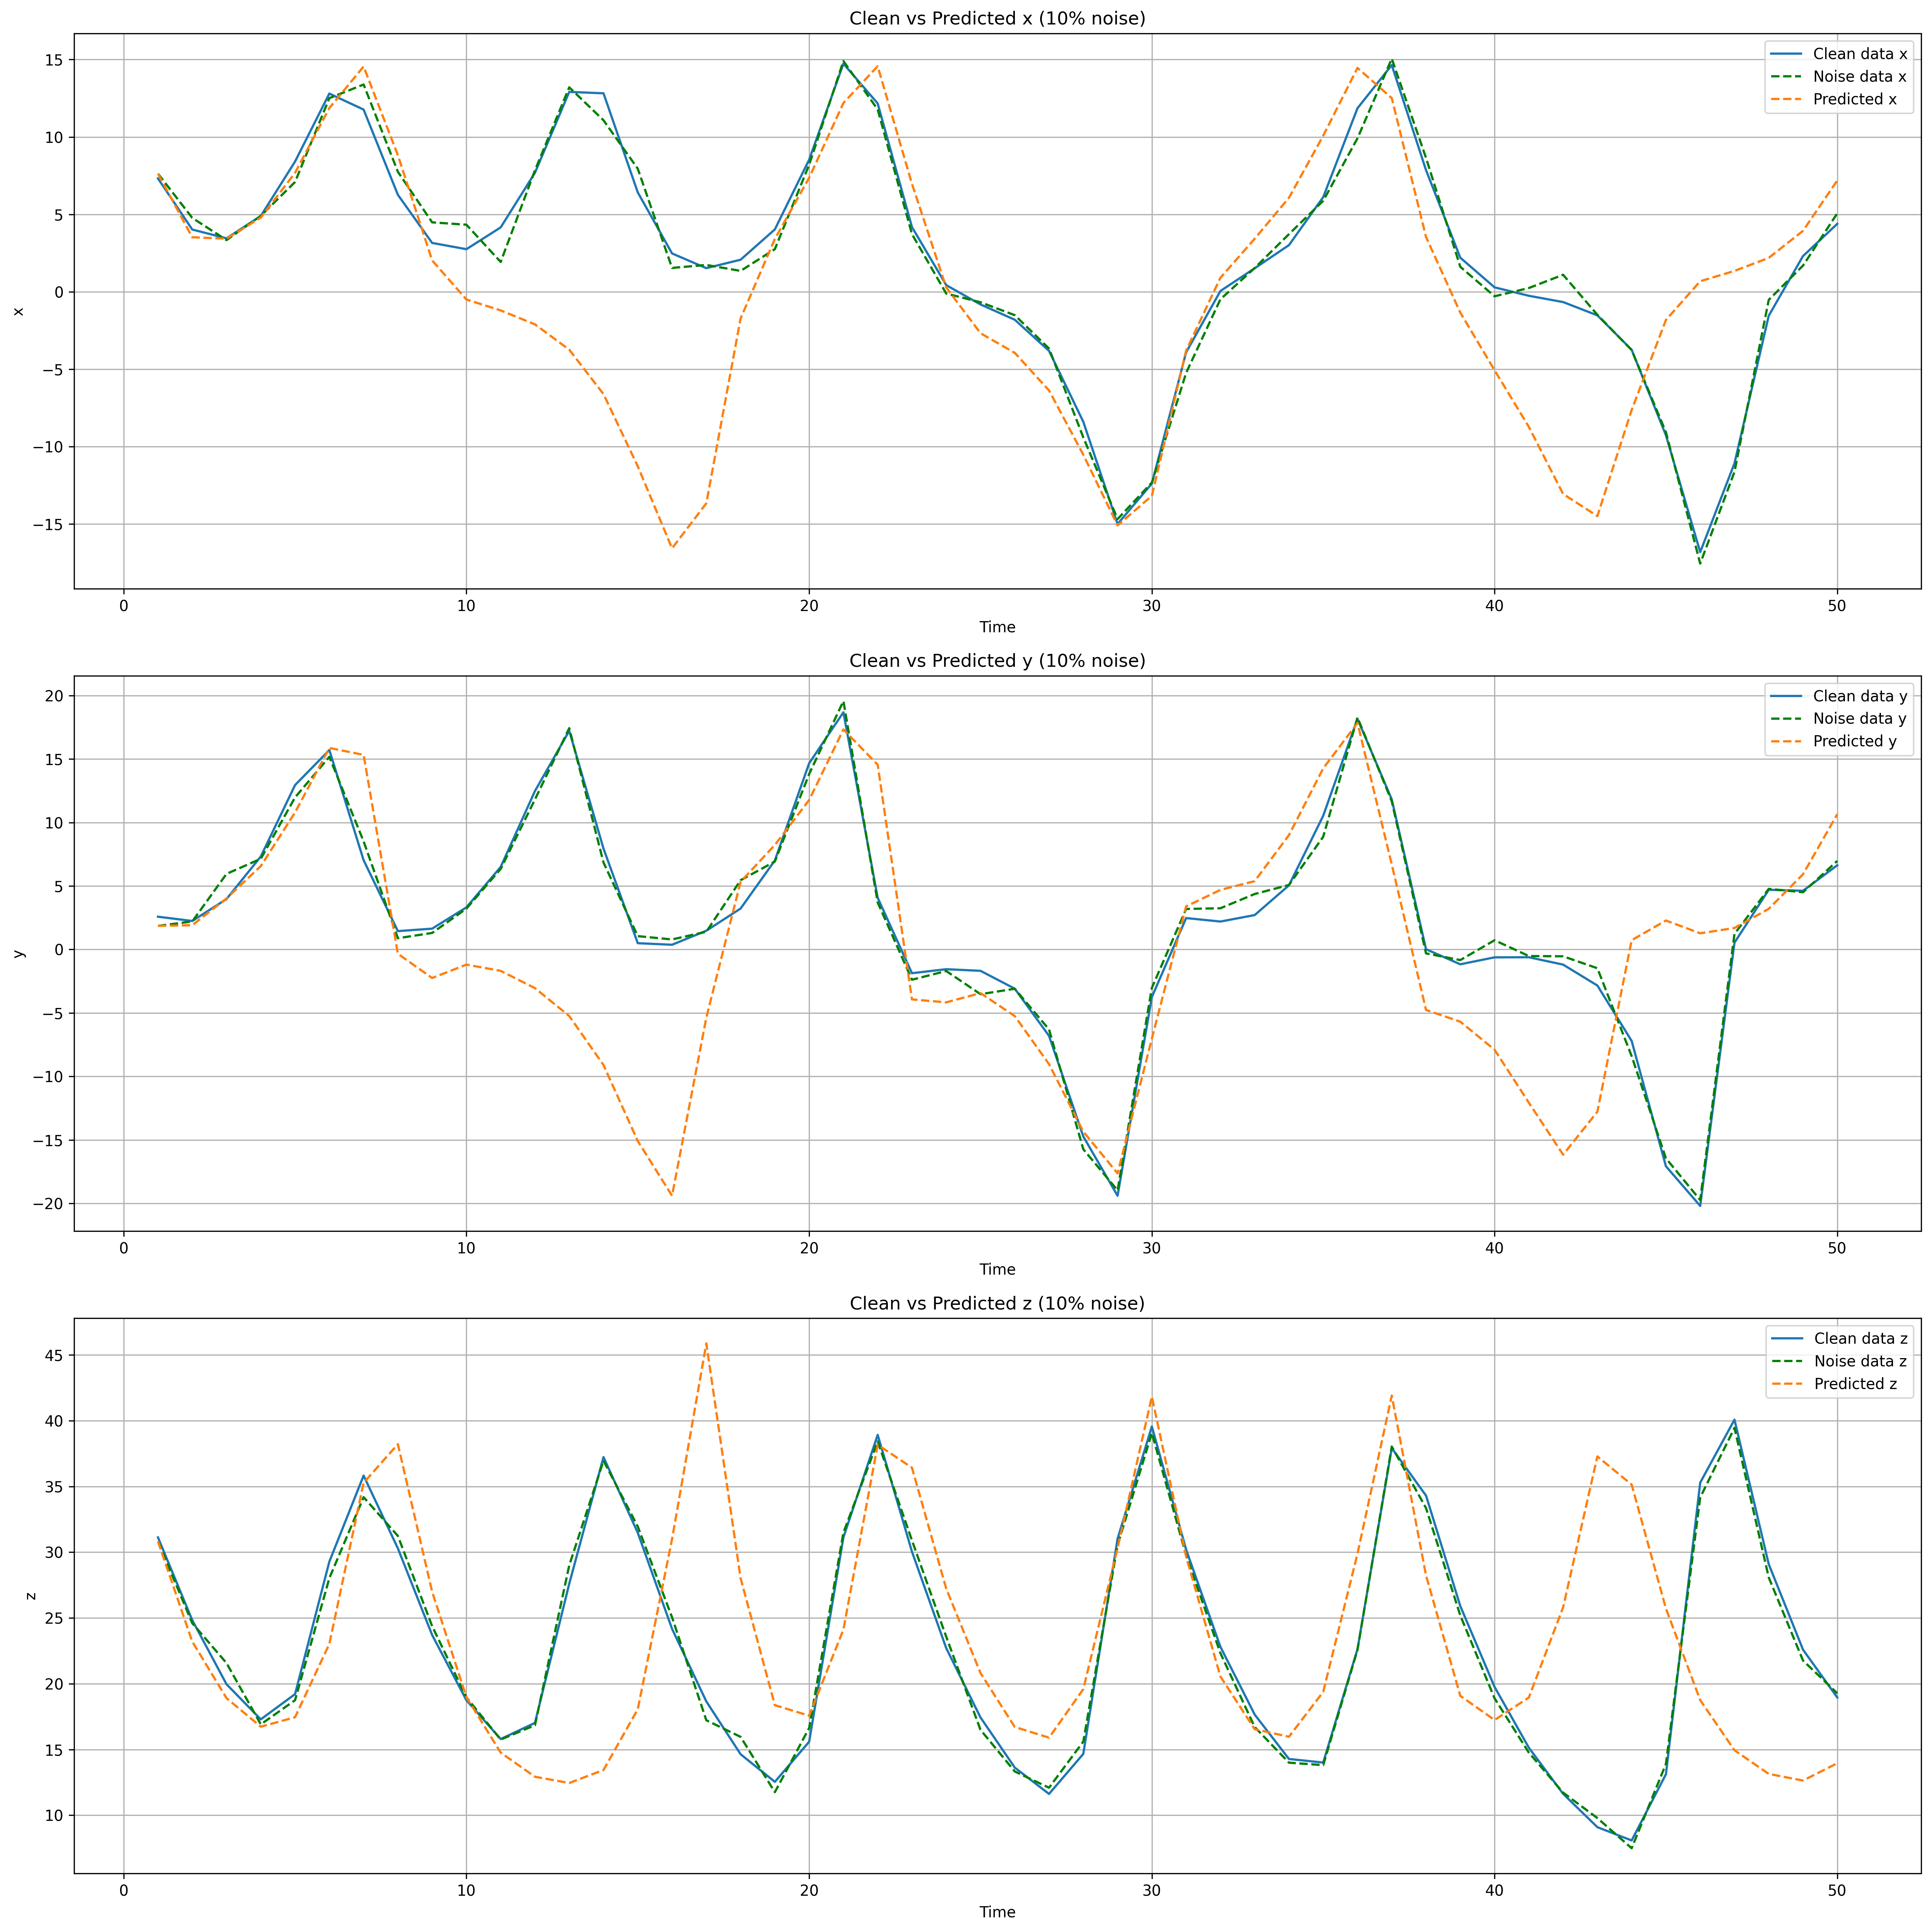 Clean vs Predicted x (10% noise)
Clean data x
Noise data x
Predicted x
15
10
5
0
−5
−10
−15
x
0 10 20 30 40 50
Time
Clean vs Predicted y (10% noise)
Clean data y
Noise data y
Predicted y
20
15
10
5
0
−5
−10
−15
−20
y
0 10 20 30 40 50
Time
Clean vs Predicted z (10% noise)
Clean data z
Noise data z
Predicted z
45
40
35
30
25
20
15
10
z
0 10 20 30 40 50
Time